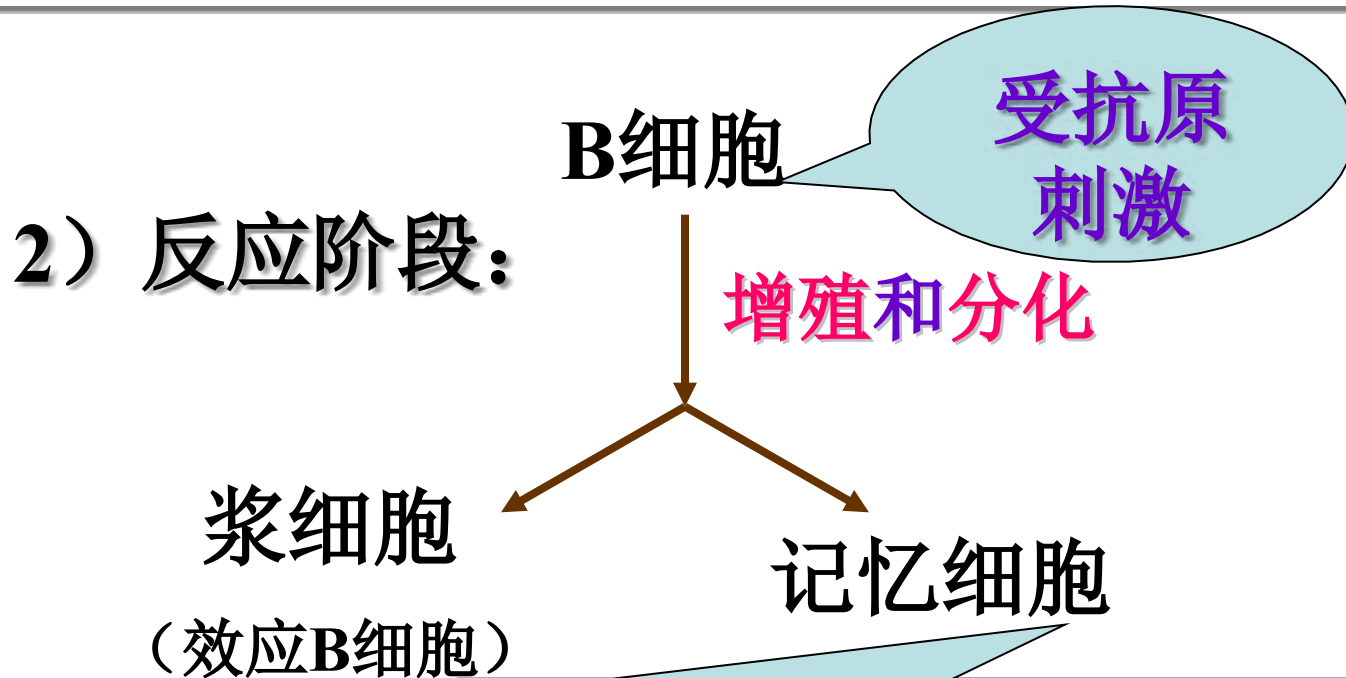 受抗原
刺激
B细胞
2）反应阶段：
增殖和分化
浆细胞
记忆细胞
（效应B细胞）